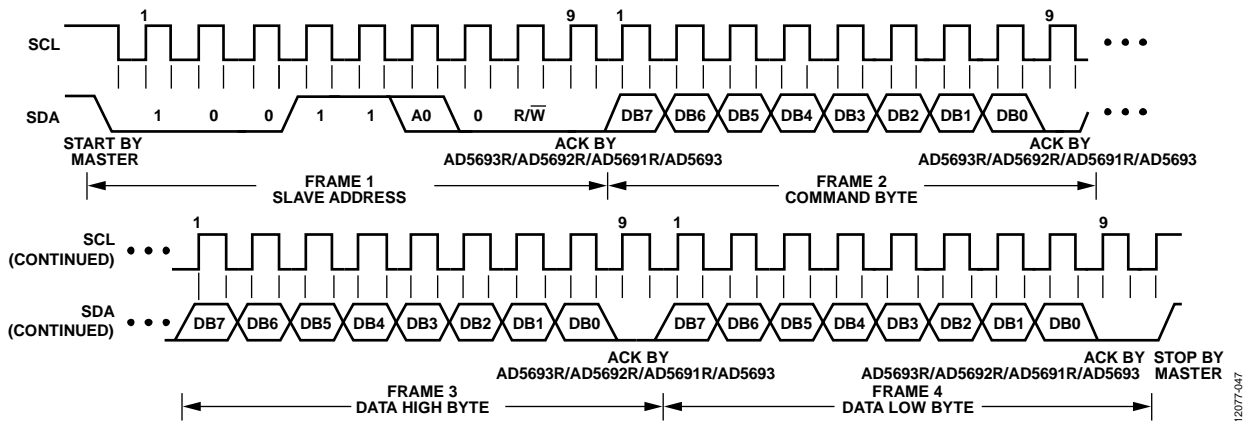 1 9 1 9
SCL
SDA
1 0 0 1 1 A0 0 R/W̅ DB7 DB6 DB5 DB4 DB3 DB2 DB1 DB0
START BY
MASTER
ACK BY
AD5693R/AD5692R/AD5691R/AD5693
ACK BY
AD5693R/AD5692R/AD5691R/AD5693
FRAME 1
SLAVE ADDRESS
FRAME 2
COMMAND BYTE
1 9 1 9
SCL
(CONTINUED)
SDA
(CONTINUED)
DB7 DB6 DB5 DB4 DB3 DB2 DB1 DB0 DB7 DB6 DB5 DB4 DB3 DB2 DB1 DB0
ACK BY
AD5693R/AD5692R/AD5691R/AD5693
ACK BY
AD5693R/AD5692R/AD5691R/AD5693
STOP BY
MASTER
FRAME 3
DATA HIGH BYTE
FRAME 4
DATA LOW BYTE
12077-047